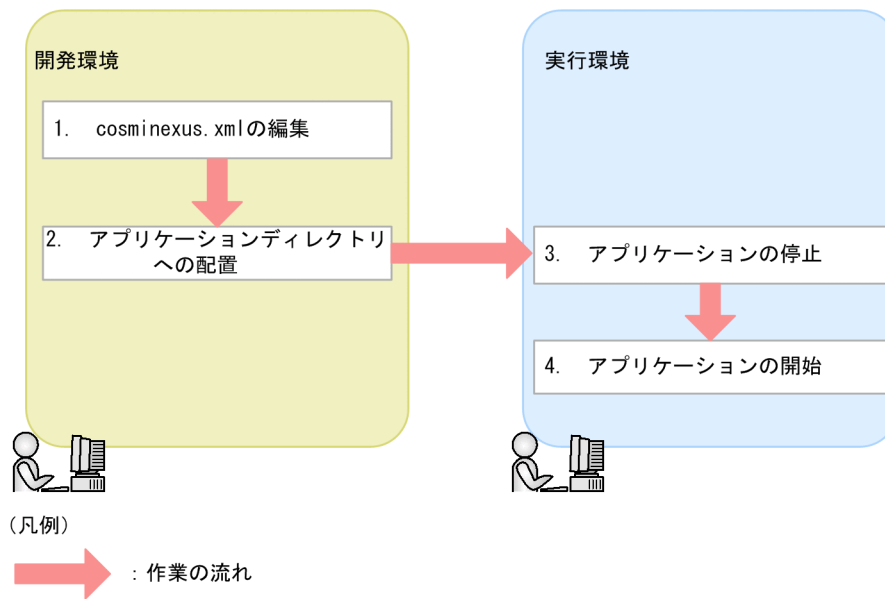 開発環境
1. cosminexus.xmlの編集
2. アプリケーションディレクトリ
への配置
実行環境
3. アプリケーションの停止
4. アプリケーションの開始
(凡例)
:作業の流れ